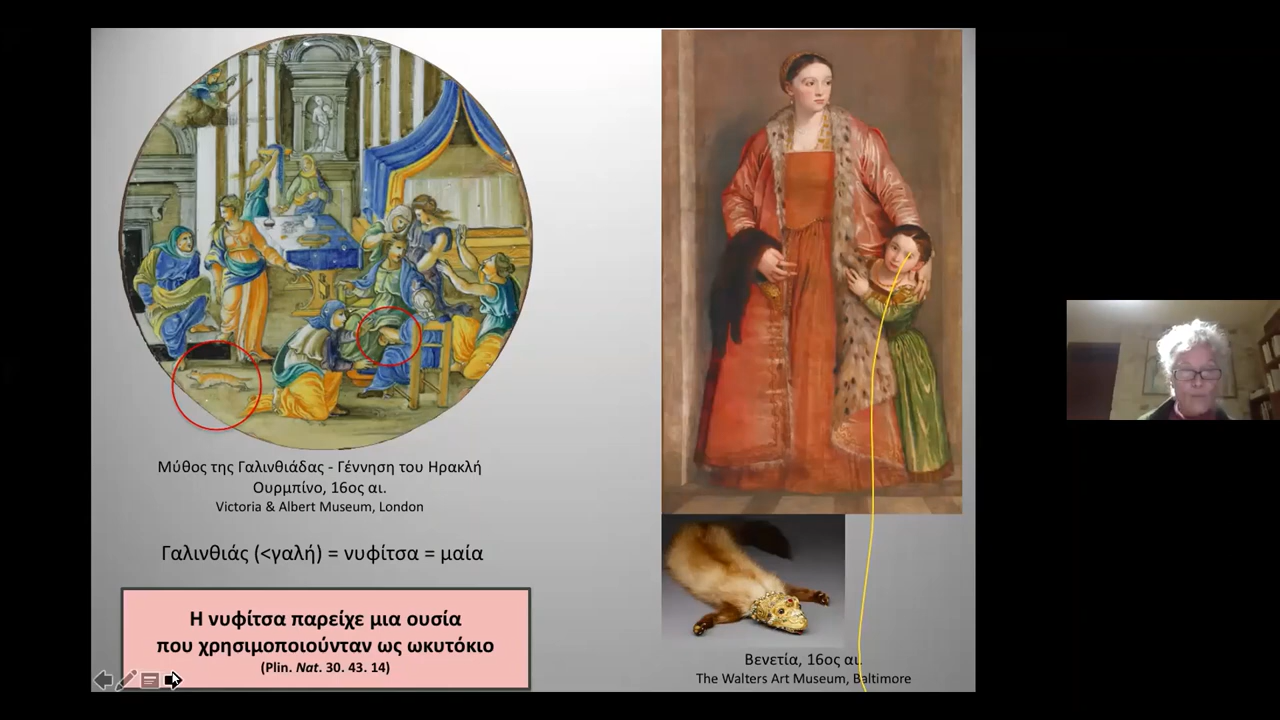 Μύθος της Γαλινθιάδας - Γέννηση του Ηρακλή
Ουρμπίνο, 16ος αι.
Victoria & Albert Museum, London
Γαλινθιάς (<γαλή) = νυφίτσα = μαία
Η νυφίτσα παρείχε μια ουσία
που χρησιμοποιούνταν ως ωκυτόκιο
(Plin. Nat. 30. 43. 14)
Βενετία, 16ος αι.
The Walters Art Museum, Baltimore